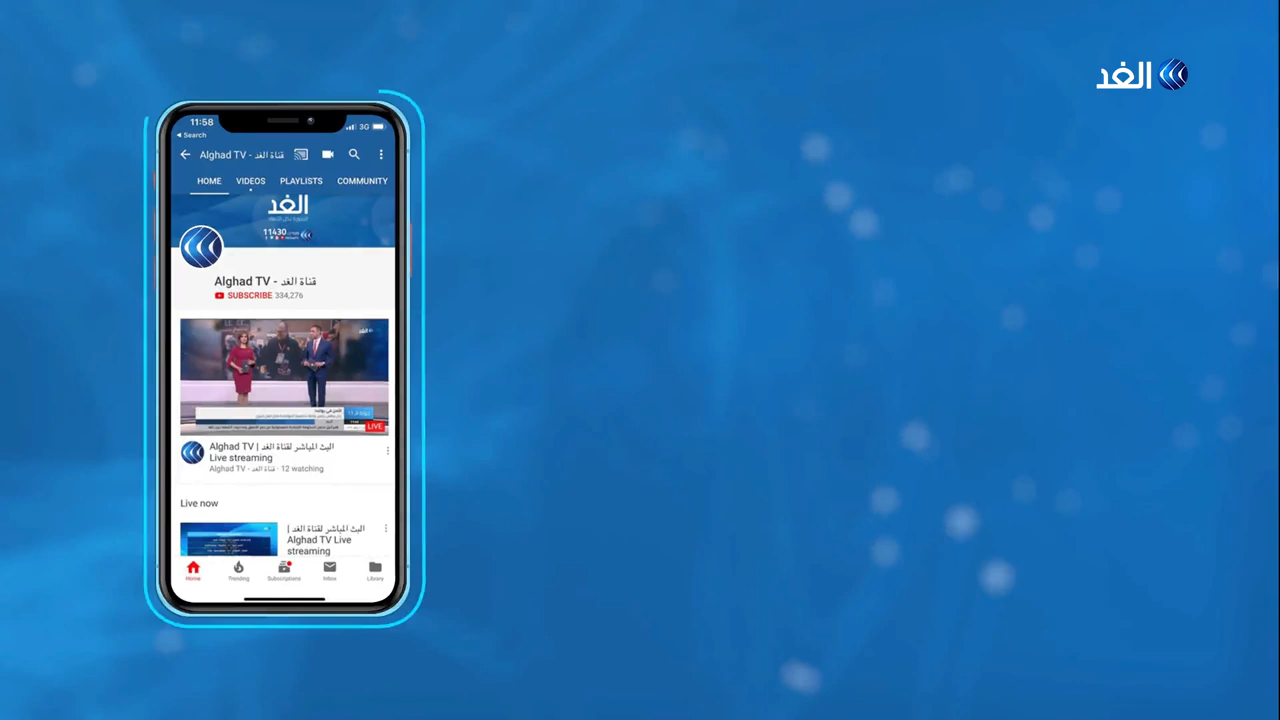 الغد
11:58
3G
Search
Alghad TV - قناة الغد
HOME VIDEOS PLAYLISTS COMMUNITY
الغد
11430
Alghad TV - قناة الغد
SUBSCRIBE 334,276
الغد
LIVE
البث المباشر لقناة الغد | Alghad TV
Live streaming
Alghad TV - قناة الغد · 12 watching
Live now
البث المباشر لقناة الغد |
Alghad TV Live
streaming
Home Trending Subscriptions Inbox Library